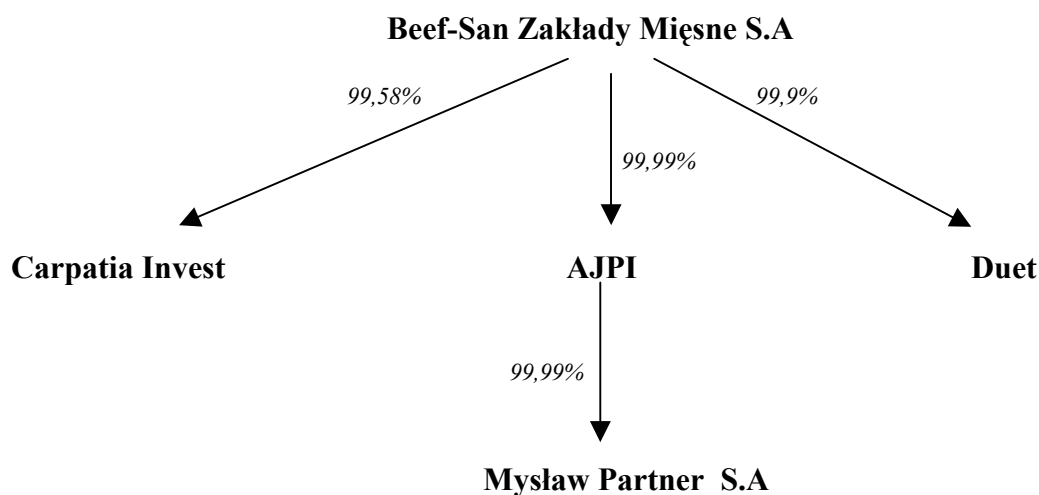 Beef-San Zakłady Mięsne S.A
99,58%
99,9%
99,99%
Carpatia Invest
AJPI
Duet
99,99%
Mysław Partner S.A